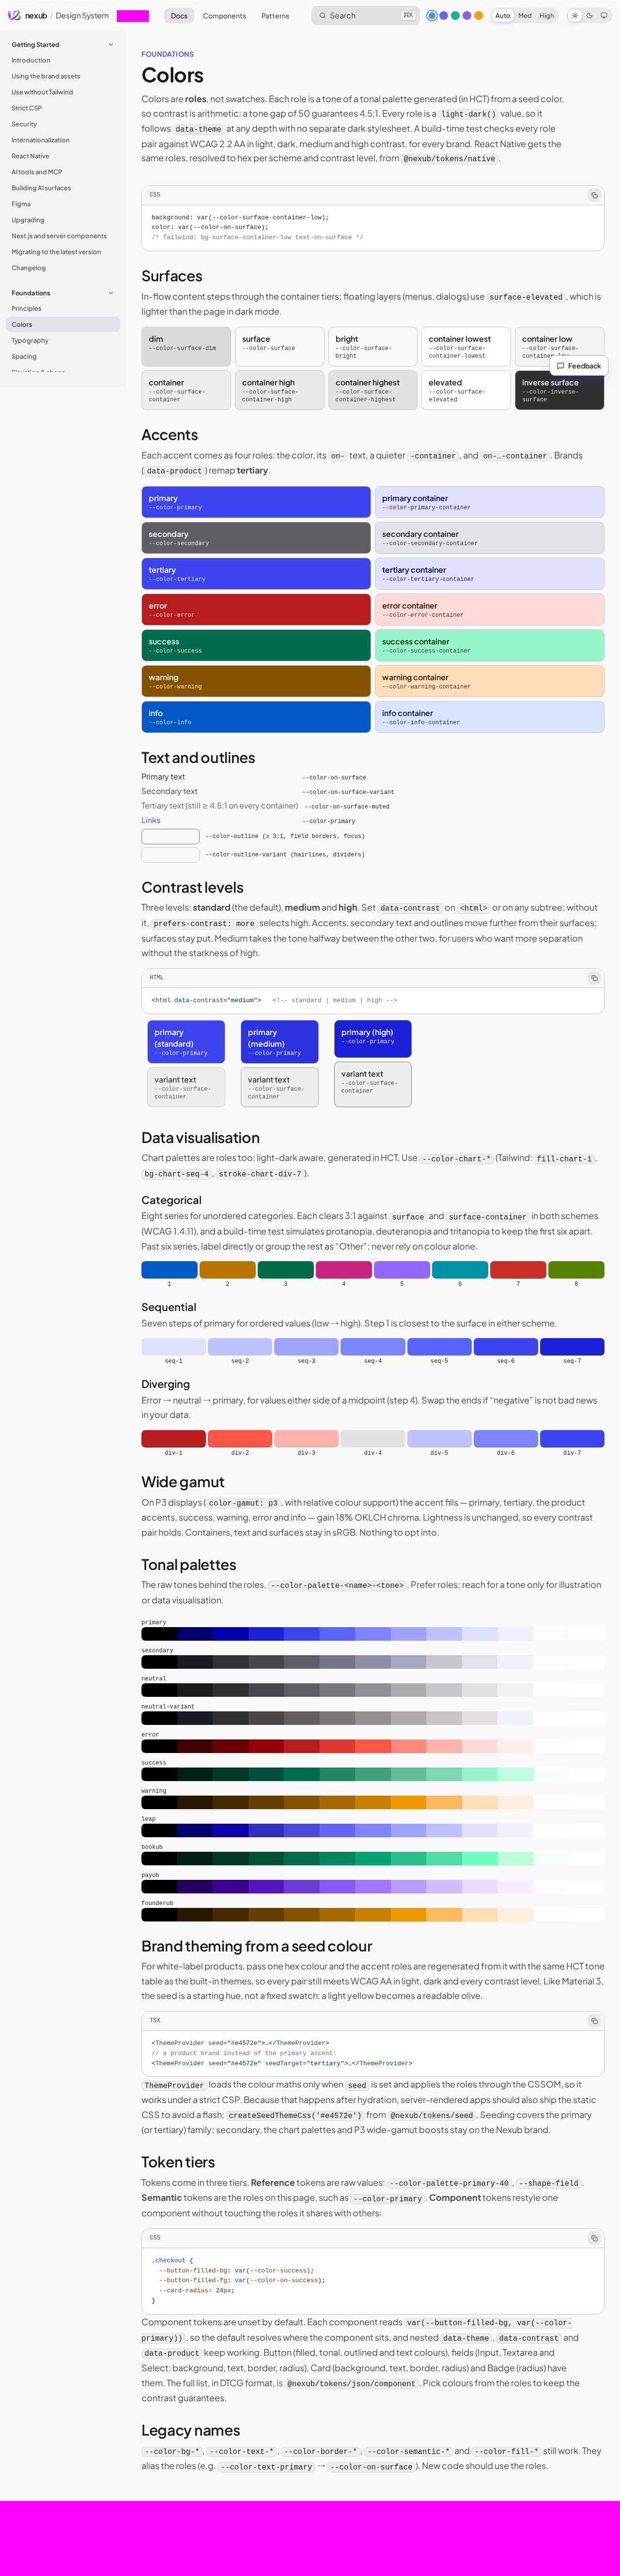 nexub | Design System
Docs
Components
Patterns
Search
⌘K
Auto
Med
High
Getting Started
Introduction
Using the brand assets
Use without Tailwind
Strict CSP
Security
Internationalization
React Native
AI tools and MCP
Building AI surfaces
Figma
Upgrading
Next.js and server components
Migrating to the latest version
Changelog
Foundations
Principles
Colors
Typography
Spacing
FOUNDATIONS
Colors
Colors are roles, not swatches. Each role is a tone of a tonal palette generated (in HCT) from a seed color,
so contrast is arithmetic: a tone gap of 50 guarantees 4.5:1. Every role is a light-dark() value, so it
follows data-theme at any depth with no separate dark stylesheet. A build-time test checks every role
pair against WCAG 2.2 AA in light, dark, medium and high contrast, for every brand. React Native gets the
same roles, resolved to hex per scheme and contrast level, from @nexub/tokens/native.
CSS
background: var(--color-surface-container-low);
color: var(--color-on-surface);
/* Tailwind: bg-surface-container-low text-on-surface */
Surfaces
In-flow content steps through the container tiers; floating layers (menus, dialogs) use surface-elevated, which is
lighter than the page in dark mode.
dim
--color-surface-dim
surface
--color-surface
bright
--color-surface-
bright
container lowest
--color-surface-
container-lowest
container low
--color-surface-
Feedback
container
--color-surface-
container
container high
--color-surface-
container-high
container highest
--color-surface-
container-highest
elevated
--color-surface-
elevated
inverse surface
--color-inverse-
surface
Accents
Each accent comes as four roles: the color, its on- text, a quieter -container, and on-…-container. Brands
(data-product) remap tertiary.
primary
--color-primary
primary container
--color-primary-container
secondary
--color-secondary
secondary container
--color-secondary-container
tertiary
--color-tertiary
tertiary container
--color-tertiary-container
error
--color-error
error container
--color-error-container
success
--color-success
success container
--color-success-container
warning
--color-warning
warning container
--color-warning-container
info
--color-info
info container
--color-info-container
Text and outlines
Primary text --color-on-surface
Secondary text --color-on-surface-variant
Tertiary text (still ≥ 4.5:1 on every container) --color-on-surface-muted
Links --color-primary
--color-outline (≥ 3:1, field borders, focus)
--color-outline-variant (hairlines, dividers)
Contrast levels
Three levels: standard (the default), medium and high. Set data-contrast on <html> or on any subtree; without
it, prefers-contrast: more selects high. Accents, secondary text and outlines move further from their surfaces;
surfaces stay put. Medium takes the tone halfway between the other two, for users who want more separation
without the starkness of high.
HTML
<html data-contrast="medium"> <!-- standard | medium | high -->
primary
(standard)
--color-primary
variant text
--color-surface-
container
primary
(medium)
--color-primary
variant text
--color-surface-
container
primary (high)
--color-primary
variant text
--color-surface-
container
Data visualisation
Chart palettes are roles too: light-dark aware, generated in HCT. Use --color-chart-* (Tailwind: fill-chart-1,
bg-chart-seq-4, stroke-chart-div-7).
Categorical
Eight series for unordered categories. Each clears 3:1 against surface and surface-container in both schemes
(WCAG 1.4.11), and a build-time test simulates protanopia, deuteranopia and tritanopia to keep the first six apart.
Past six series, label directly or group the rest as “Other”; never rely on colour alone.
1 2 3 4 5 6 7 8
Sequential
Seven steps of primary for ordered values (low → high). Step 1 is closest to the surface in either scheme.
seq-1 seq-2 seq-3 seq-4 seq-5 seq-6 seq-7
Diverging
Error → neutral → primary, for values either side of a midpoint (step 4). Swap the ends if “negative” is not bad news
in your data.
div-1 div-2 div-3 div-4 div-5 div-6 div-7
Wide gamut
On P3 displays (color-gamut: p3, with relative colour support) the accent fills — primary, tertiary, the product
accents, success, warning, error and info — gain 18% OKLCH chroma. Lightness is unchanged, so every contrast
pair holds. Containers, text and surfaces stay in sRGB. Nothing to opt into.
Tonal palettes
The raw tones behind the roles, --color-palette-<name>-<tone>. Prefer roles; reach for a tone only for illustration
or data visualisation.
primary
secondary
neutral
neutral-variant
error
success
warning
leap
bookub
payub
founderub
Brand theming from a seed colour
For white-label products, pass one hex colour and the accent roles are regenerated from it with the same HCT tone
table as the built-in themes, so every pair still meets WCAG AA in light, dark and every contrast level. Like Material 3,
the seed is a starting hue, not a fixed swatch: a light yellow becomes a readable olive.
TSX
<ThemeProvider seed="#e4572e">…</ThemeProvider>
// a product brand instead of the primary accent:
<ThemeProvider seed="#e4572e" seedTarget="tertiary">…</ThemeProvider>
ThemeProvider loads the colour maths only when seed is set and applies the roles through the CSSOM, so it
works under a strict CSP. Because that happens after hydration, server-rendered apps should also ship the static
CSS to avoid a flash: createSeedThemeCss('#e4572e') from @nexub/tokens/seed. Seeding covers the primary
(or tertiary) family; secondary, the chart palettes and P3 wide-gamut boosts stay on the Nexub brand.
Token tiers
Tokens come in three tiers. Reference tokens are raw values: --color-palette-primary-40, --shape-field.
Semantic tokens are the roles on this page, such as --color-primary. Component tokens restyle one
component without touching the roles it shares with others:
CSS
.checkout {
--button-filled-bg: var(--color-success);
--button-filled-fg: var(--color-on-success);
--card-radius: 24px;
}
Component tokens are unset by default. Each component reads var(--button-filled-bg, var(--color-
primary)), so the default resolves where the component sits, and nested data-theme, data-contrast and
data-product keep working. Button (filled, tonal, outlined and text colours), fields (Input, Textarea and
Select: background, text, border, radius), Card (background, text, border, radius) and Badge (radius) have
them. The full list, in DTCG format, is @nexub/tokens/json/component. Pick colours from the roles to keep the
contrast guarantees.
Legacy names
--color-bg-*, --color-text-*, --color-border-*, --color-semantic-* and --color-fill-* still work. They
alias the roles (e.g. --color-text-primary → --color-on-surface). New code should use the roles.